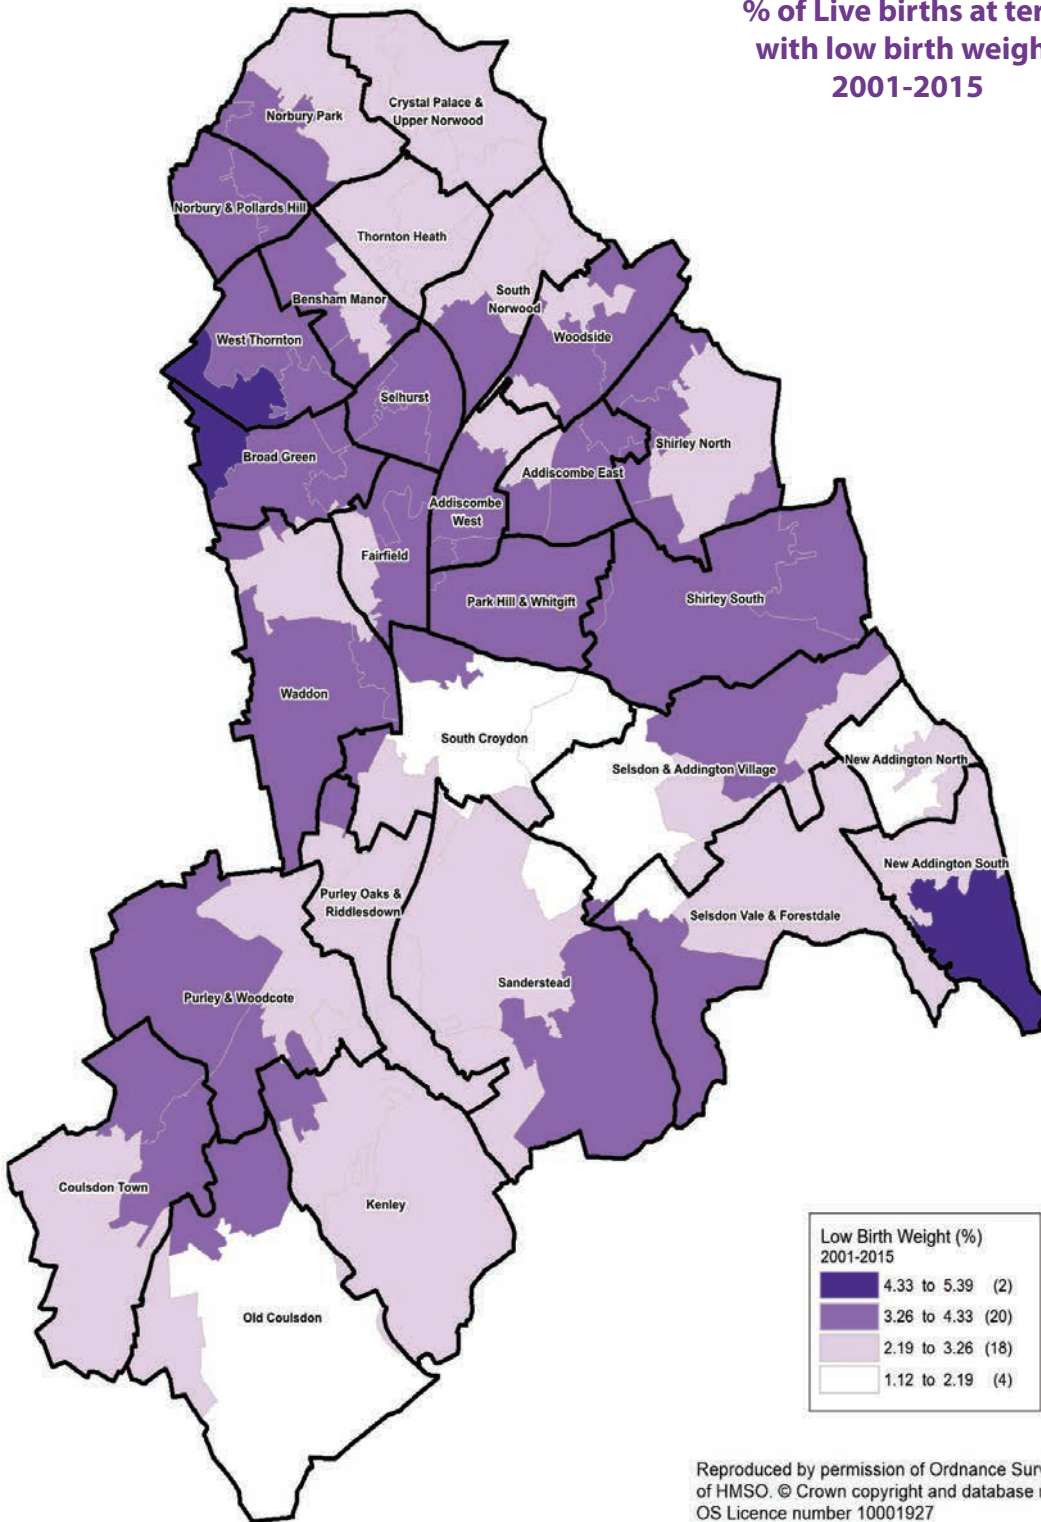 % of Live births at ter
with low birth weigh
2001-2015
Norbury Park
Crystal Palace &
Upper Norwood
Norbury & Pollards Hill
Thornton Heath
Bensham Manor
South
Norwood
West Thornton
Woodside
Selhurst
Broad Green
Shirley North
Addiscombe East
Addiscombe
West
Fairfield
Park Hill & Whitgift
Shirley South
Waddon
South Croydon
Selsdon & Addington Village
New Addington North
New Addington South
Purley Oaks &
Riddlesdown
Selsdon Vale & Forestdale
Sanderstead
Purley & Woodcote
Coulsdon Town
Kenley
Old Coulsdon
Low Birth Weight (%)
2001-2015
4.33 to 5.39 (2)
3.26 to 4.33 (20)
2.19 to 3.26 (18)
1.12 to 2.19 (4)
Reproduced by permission of Ordnance Surv
of HMSO. © Crown copyright and database
OS Licence number 10001927